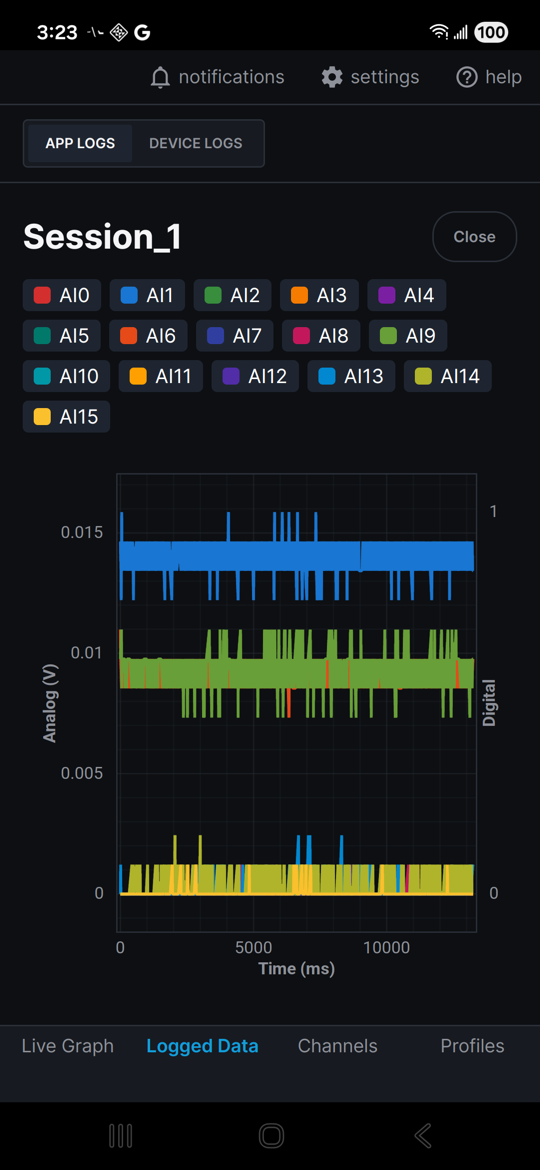 3:23
G
100
notifications
settings
help
APP LOGS
DEVICE LOGS
Session_1
Close
AI0
AI1
AI2
AI3
AI4
AI5
AI6
AI7
AI8
AI9
AI10
AI11
AI12
AI13
AI14
AI15
0.015
0.01
0.005
0
Analog (V)
1
0
Digital
0
5000
10000
Time (ms)
Live Graph
Logged Data
Channels
Profiles